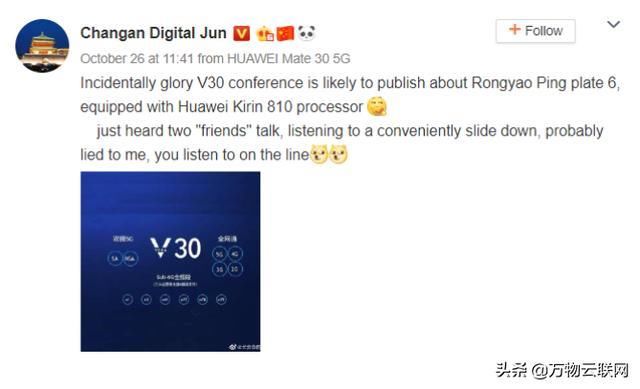 Changan Digital Jun
+ Follow
October 26 at 11:41 from HUAWEI Mate 30 5G
Incidentally glory V30 conference is likely to publish about Rongyao Ping plate 6,
equipped with Huawei Kirin 810 processor
just heard two "friends" talk, listening to a conveniently slide down, probably
lied to me, you listen to on the line
双模5G
V30
全网通
SA
NSA
5G
4G
3G
2G
Sub-6G全频段
头条 @万物云联网